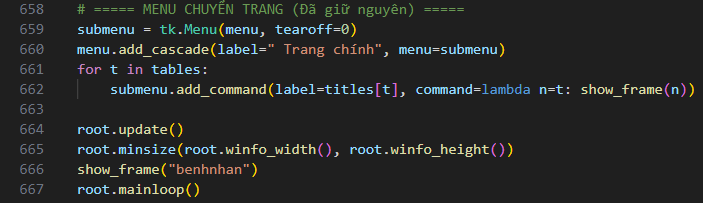 658 # ===== MENU CHUYỂN TRANG (Đã giữ nguyên) =====
659 submenu = tk.Menu(menu, tearoff=0)
660 menu.add_cascade(label=" Trang chính", menu=submenu)
661 for t in tables:
662     submenu.add_command(label=titles[t], command=lambda n=t: show_frame(n))
663
664 root.update()
665 root.minsize(root.winfo_width(), root.winfo_height())
666 show_frame("benhnhan")
667 root.mainloop()